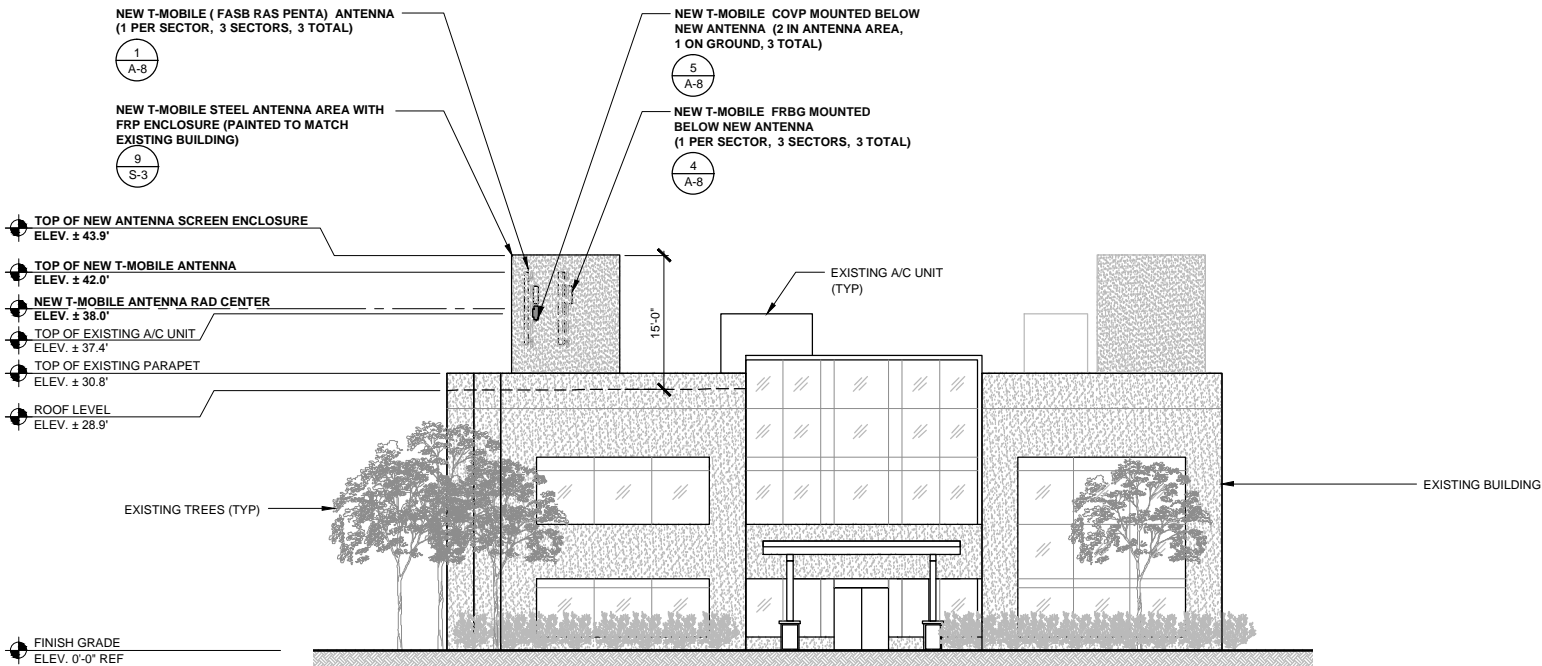 NEW T-MOBILE ( FASB RAS PENTA) ANTENNA
(1 PER SECTOR, 3 SECTORS, 3 TOTAL)
1
A-8
NEW T-MOBILE STEEL ANTENNA AREA WITH
FRP ENCLOSURE (PAINTED TO MATCH
EXISTING BUILDING)
9
S-3
NEW T-MOBILE COVP MOUNTED BELOW
NEW ANTENNA (2 IN ANTENNA AREA,
1 ON GROUND, 3 TOTAL)
5
A-8
NEW T-MOBILE FRBG MOUNTED
BELOW NEW ANTENNA
(1 PER SECTOR, 3 SECTORS, 3 TOTAL)
4
A-8
TOP OF NEW ANTENNA SCREEN ENCLOSURE
ELEV. ± 43.9'
TOP OF NEW T-MOBILE ANTENNA
ELEV. ± 42.0'
NEW T-MOBILE ANTENNA RAD CENTER
ELEV. ± 38.0'
TOP OF EXISTING A/C UNIT
ELEV. ± 37.4'
TOP OF EXISTING PARAPET
ELEV. ± 30.8'
ROOF LEVEL
ELEV. ± 28.9'
15'-0"
EXISTING A/C UNIT
(TYP)
EXISTING TREES (TYP)
EXISTING BUILDING
FINISH GRADE
ELEV. 0'-0" REF